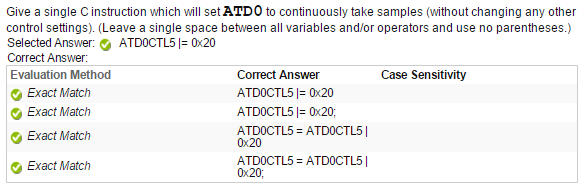 Give a single C instruction which will set ATD0 to continuously take samples (without changing any other
control settings). (Leave a single space between all variables and/or operators and use no parentheses.)
Selected Answer: ATD0CTL5 |= 0x20
Correct Answer:
Evaluation Method Correct Answer Case Sensitivity
Exact Match ATD0CTL5 |= 0x20
Exact Match ATD0CTL5 |= 0x20;
Exact Match ATD0CTL5 = ATD0CTL5 |
0x20
Exact Match ATD0CTL5 = ATD0CTL5 |
0x20;